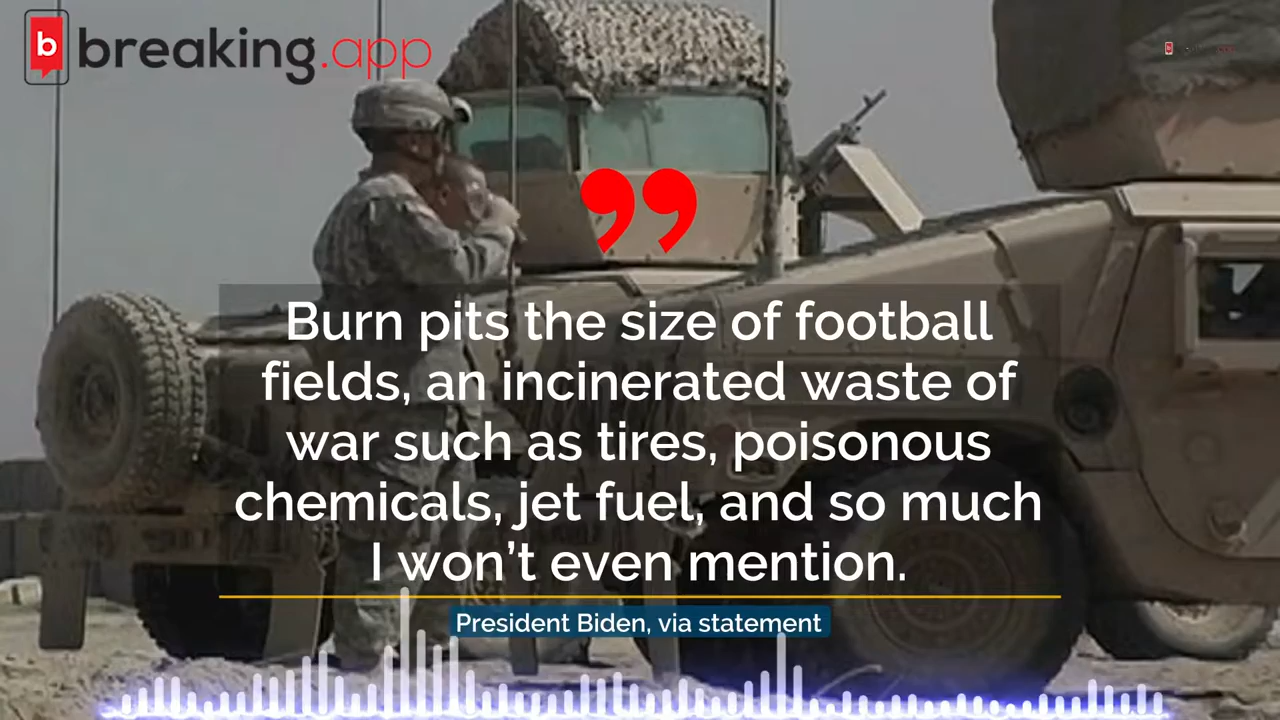 b breaking.app
”
Burn pits the size of football
fields, an incinerated waste of
war such as tires, poisonous
chemicals, jet fuel, and so much
I won’t even mention.
President Biden, via statement